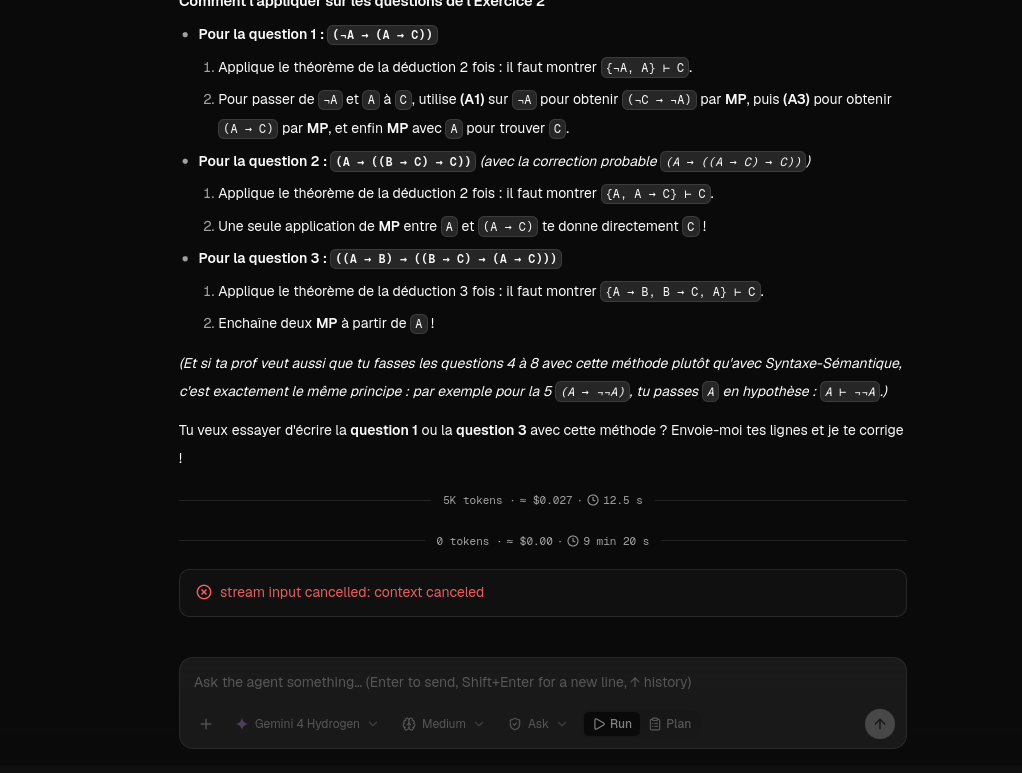 Comment l'appliquer sur les questions de l'Exercice 2
• Pour la question 1 : (¬A → (A → C))
1. Applique le théorème de la déduction 2 fois : il faut montrer {¬A, A} ⊢ C.
2. Pour passer de ¬A et A à C, utilise (A1) sur ¬A pour obtenir (¬C → ¬A) par MP, puis (A3) pour obtenir
(A → C) par MP, et enfin MP avec A pour trouver C.
• Pour la question 2 : (A → ((B → C) → C)) (avec la correction probable (A → ((A → C) → C)))
1. Applique le théorème de la déduction 2 fois : il faut montrer {A, A → C} ⊢ C.
2. Une seule application de MP entre A et (A → C) te donne directement C !
• Pour la question 3 : ((A → B) → ((B → C) → (A → C)))
1. Applique le théorème de la déduction 3 fois : il faut montrer {A → B, B → C, A} ⊢ C.
2. Enchaîne deux MP à partir de A !
(Et si ta prof veut aussi que tu fasses les questions 4 à 8 avec cette méthode plutôt qu'avec Syntaxe-Sémantique,
c'est exactement le même principe : par exemple pour la 5 (A → ¬¬A), tu passes A en hypothèse : A ⊢ ¬¬A.)
Tu veux essayer d'écrire la question 1 ou la question 3 avec cette méthode ? Envoie-moi tes lignes et je te corrige
!
5K tokens · ≈ $0.027 · 12.5 s
0 tokens · ≈ $0.00 · 9 min 20 s
stream input cancelled: context canceled
Ask the agent something... (Enter to send, Shift+Enter for a new line, ↑ history)
Gemini 4 Hydrogen Medium Ask Run Plan